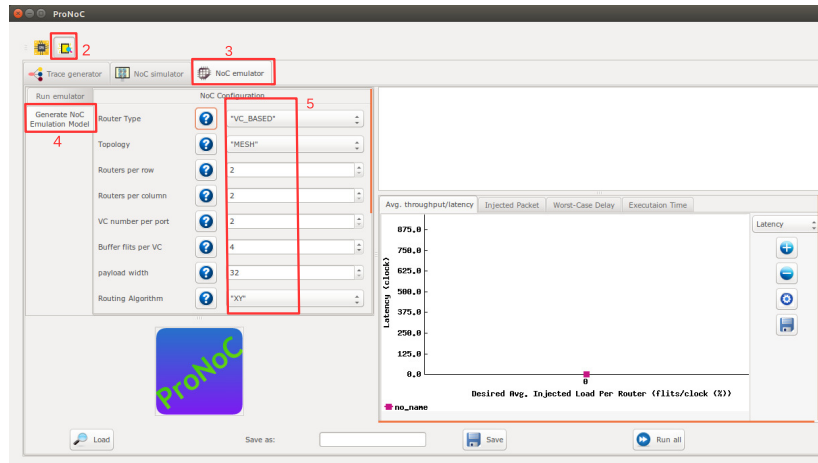 ProNoC
2
3
Trace generator
NoC simulator
NoC emulator
Run emulator
NoC Configuration
5
Generate NoC
Emulation Model
4
Router Type
"VC_BASED"
Topology
"MESH"
Routers per row
2
Routers per column
2
VC number per port
2
Buffer flits per VC
4
payload width
32
Routing Algorithm
"XY"
Avg. throughput/latency
Injected Packet
Worst-Case Delay
Executaion Time
Latency
875,0
750,0
625,0
500,0
375,0
250,0
125,0
0,0
Latency (clock)
0
Desired Avg. Injected Load Per Router (flits/clock (%))
no_name
ProNoC
Load
Save as:
Save
Run all